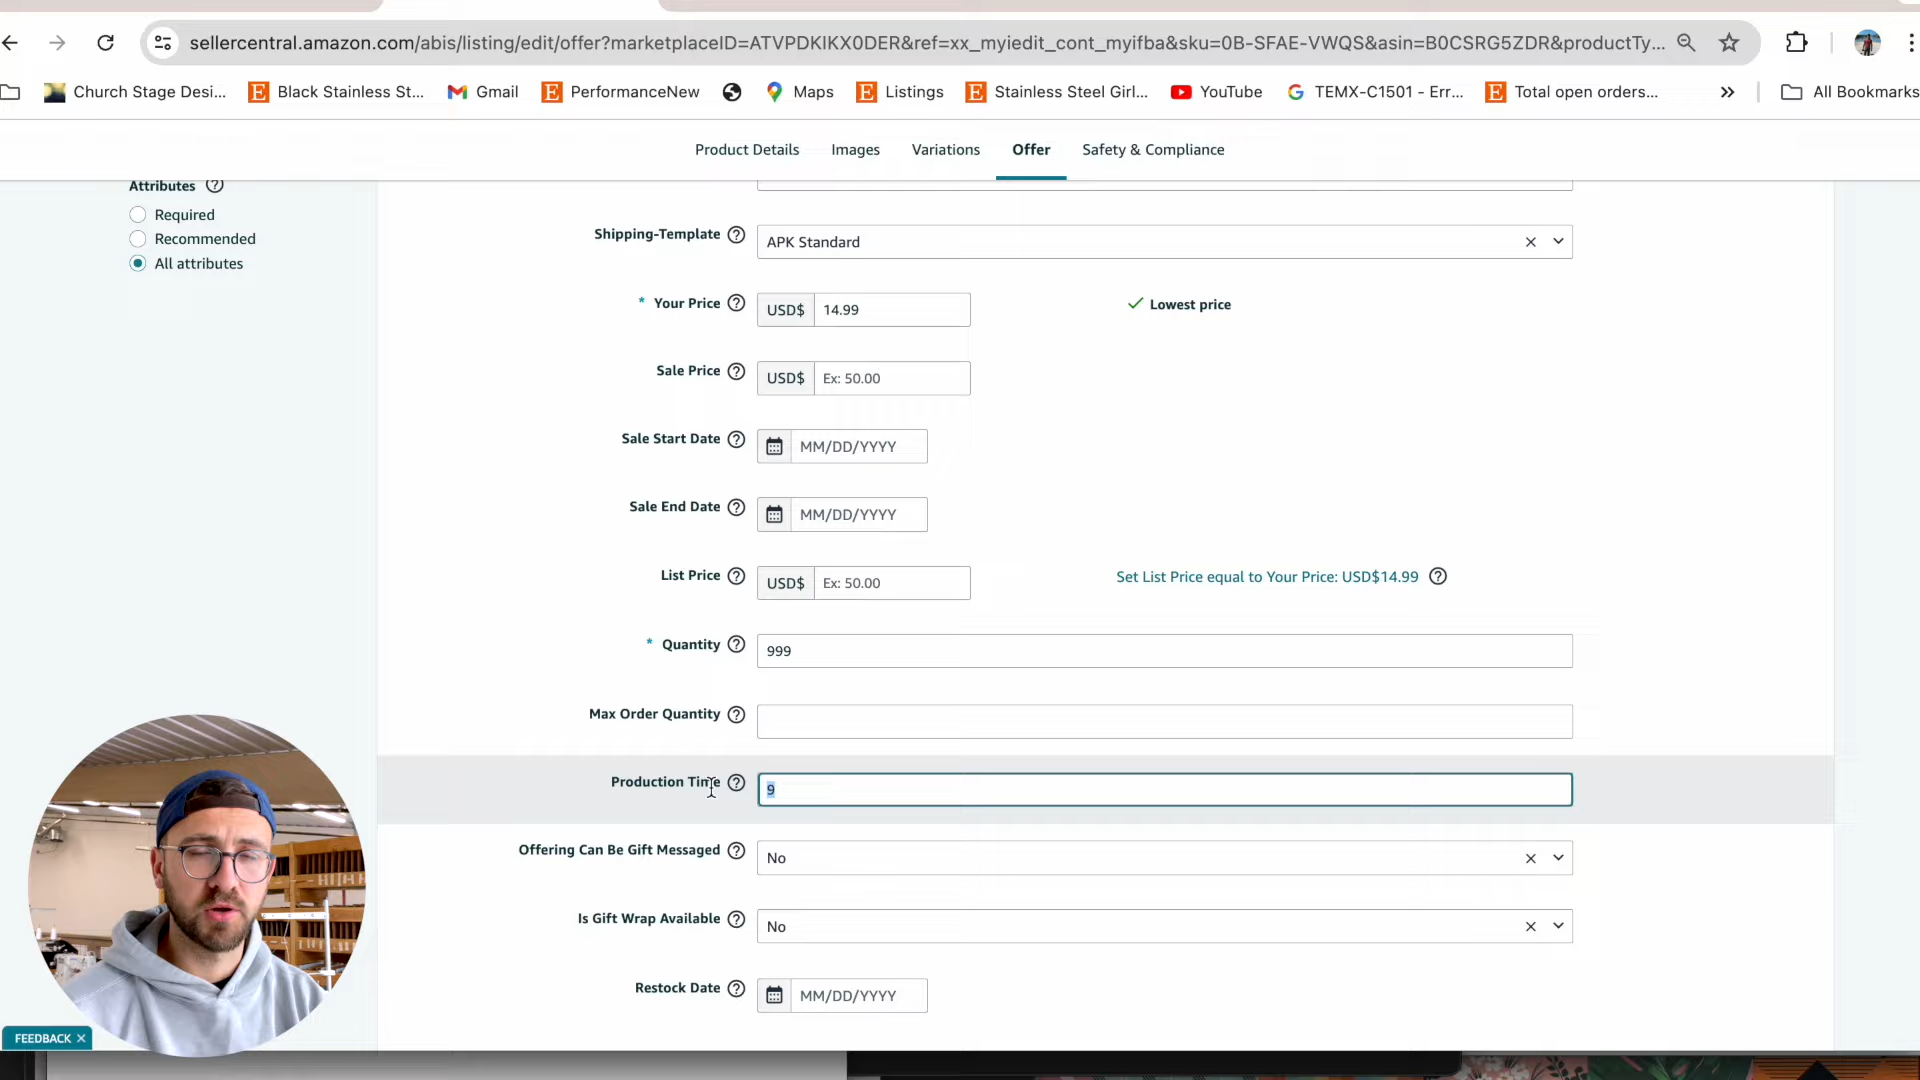 sellercentral.amazon.com/abis/listing/edit/offer?marketplaceID=ATVPDKIKX0DER&ref=xx_myiedit_cont_myifba&sku=0B-SFAE-VWQS&asin=B0CSRG5ZDR&productTy...
Church Stage Desi... Black Stainless St... Gmail PerformanceNew Maps Listings Stainless Steel Girl... YouTube TEMX-C1501 - Err... Total open orders... » All Bookmarks
Product Details Images Variations Offer Safety & Compliance
Attributes
Required
Recommended
All attributes
Shipping-Template APK Standard
* Your Price USD$ 14.99 Lowest price
Sale Price USD$ Ex: 50.00
Sale Start Date MM/DD/YYYY
Sale End Date MM/DD/YYYY
List Price USD$ Ex: 50.00 Set List Price equal to Your Price: USD$14.99
* Quantity 999
Max Order Quantity
Production Time 9
Offering Can Be Gift Messaged No
Is Gift Wrap Available No
Restock Date MM/DD/YYYY
FEEDBACK